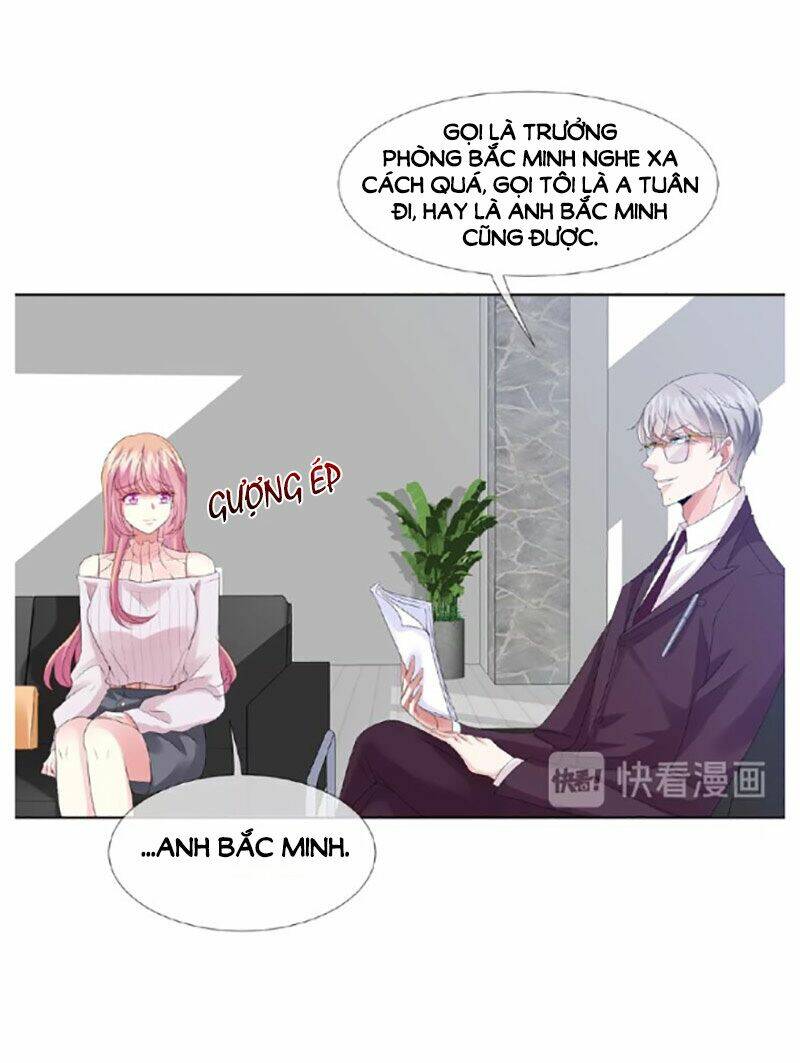 GỌI LÀ TRƯỞNG
PHÒNG BẮC MINH NGHE XA
CÁCH QUÁ, GỌI TÔI LÀ A TUÂN
ĐI, HAY LÀ ANH BẮC MINH
CŨNG ĐƯỢC.
GƯỢNG ÉP
快看! 快看漫画
...ANH BẮC MINH.